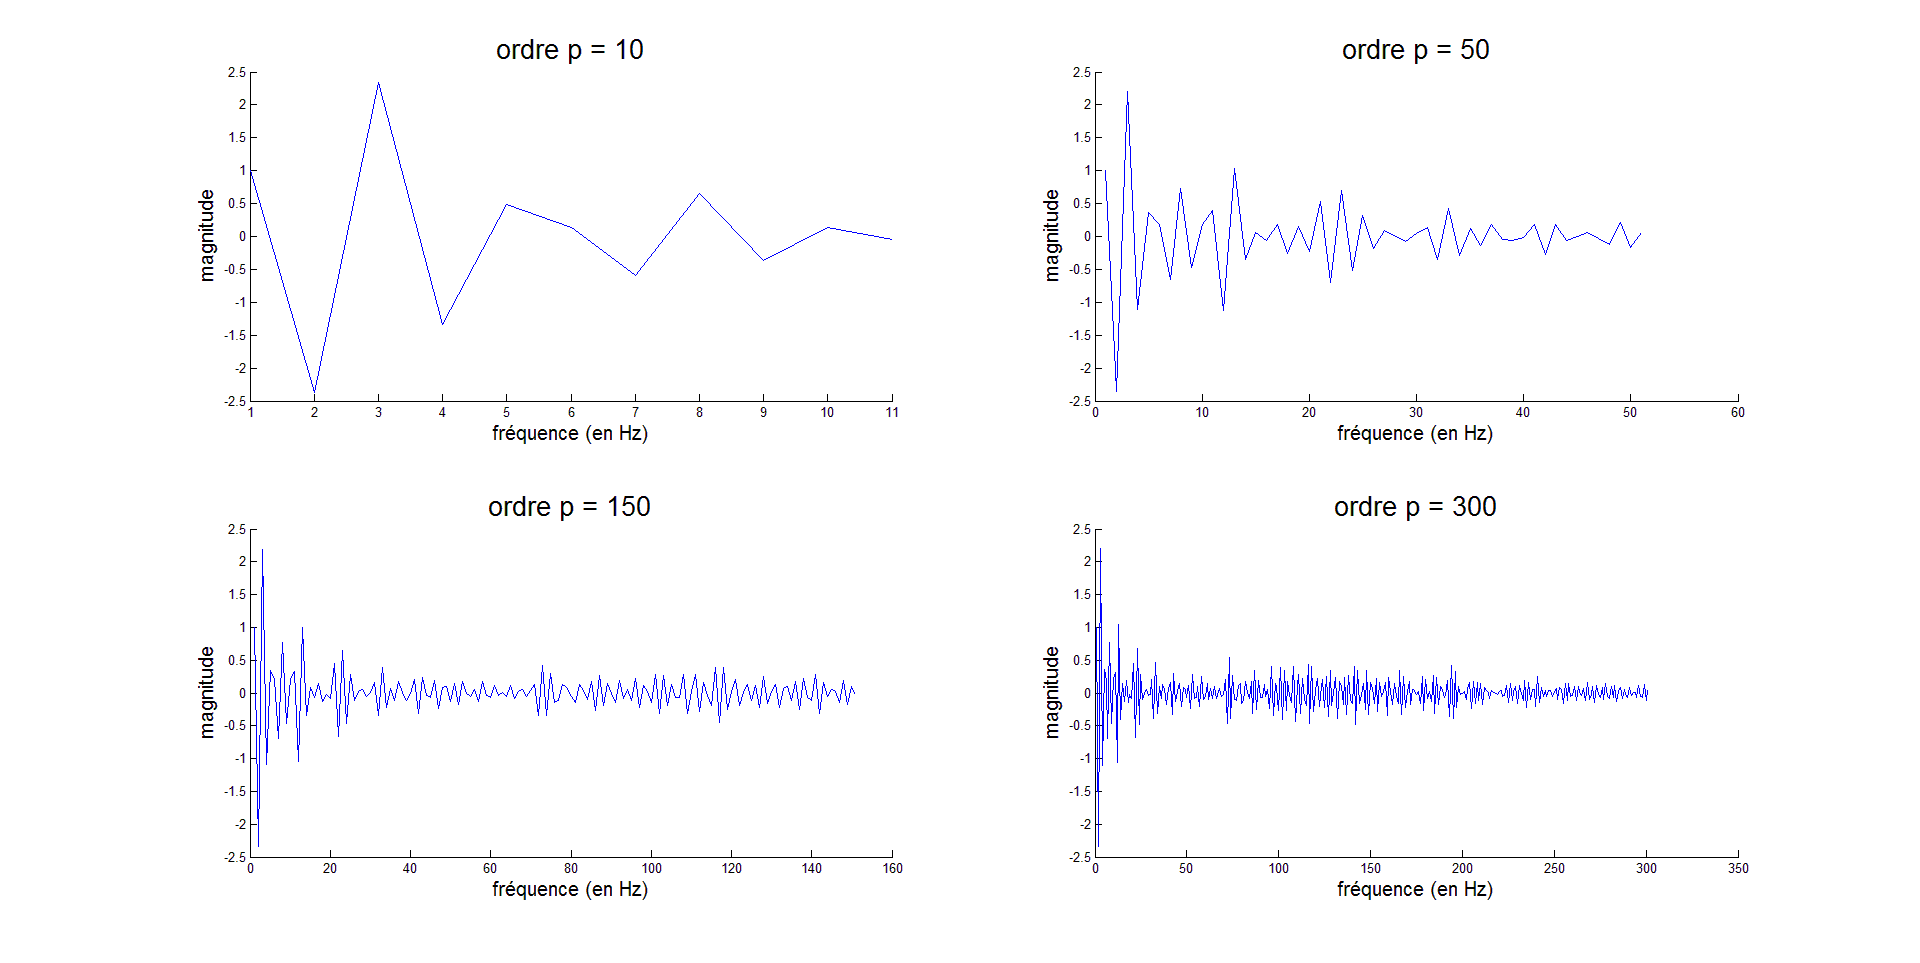 ordre p = 10
2.5
2
1.5
1
0.5
0
-0.5
-1
-1.5
-2
-2.5
magnitude
1 2 3 4 5 6 7 8 9 10 11
fréquence (en Hz)
ordre p = 50
2.5
2
1.5
1
0.5
0
-0.5
-1
-1.5
-2
-2.5
magnitude
0 10 20 30 40 50 60
fréquence (en Hz)
ordre p = 150
2.5
2
1.5
1
0.5
0
-0.5
-1
-1.5
-2
-2.5
magnitude
0 20 40 60 80 100 120 140 160
fréquence (en Hz)
ordre p = 300
2.5
2
1.5
1
0.5
0
-0.5
-1
-1.5
-2
-2.5
magnitude
0 50 100 150 200 250 300 350
fréquence (en Hz)